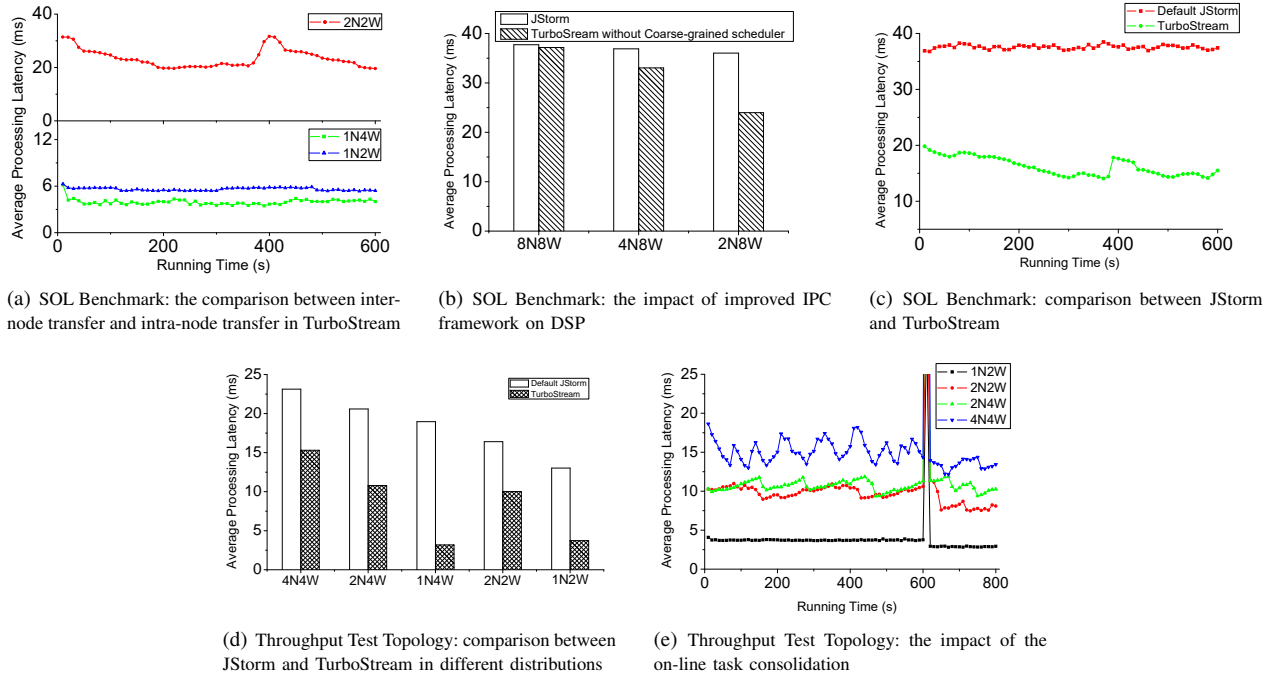 Average Processing Latency (ms)
40
20
0
12
6
0
2N2W
1N4W
1N2W
0 200 400 600
Running Time (s)
(a) SOL Benchmark: the comparison between inter-
node transfer and intra-node transfer in TurboStream
Average Processing Latency (ms)
40
35
30
25
20
15
10
5
0
JStorm
TurboSream without Coarse-grained scheduler
8N8W 4N8W 2N8W
(b) SOL Benchmark: the impact of improved IPC
framework on DSP
Average Processing Latency (ms)
40
30
20
10
Default JStorm
TurboStream
0 200 400 600
Running Time (s)
(c) SOL Benchmark: comparison between JStorm
and TurboStream
Average Processing Latency (ms)
25
20
15
10
5
0
Default JStorm
TurboStream
4N4W 2N4W 1N4W 2N2W 1N2W
(d) Throughput Test Topology: comparison between
JStorm and TurboStream in different distributions
Average Processing Latency (ms)
25
20
15
10
5
0
1N2W
2N2W
2N4W
4N4W
0 200 400 600 800
Running Time (s)
(e) Throughput Test Topology: the impact of the
on-line task consolidation